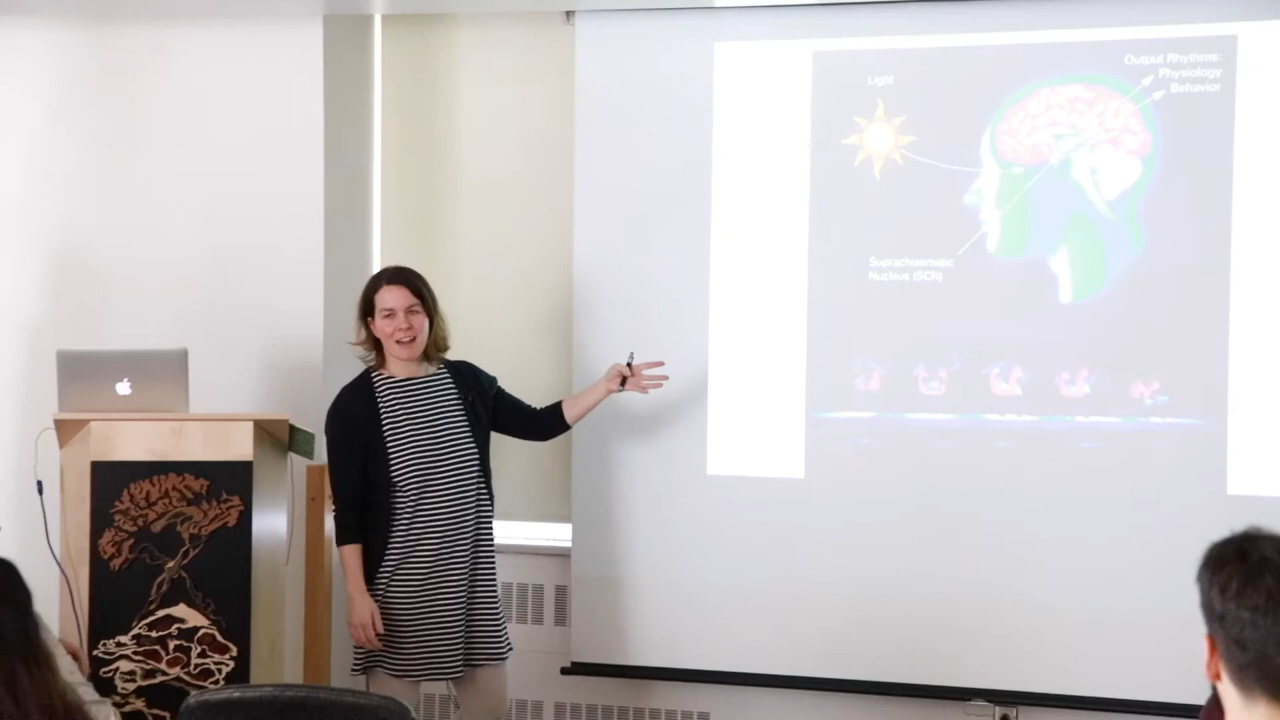 Light
Output Rhythms:
Physiology
Behavior
Suprachiasmatic
Nucleus (SCN)